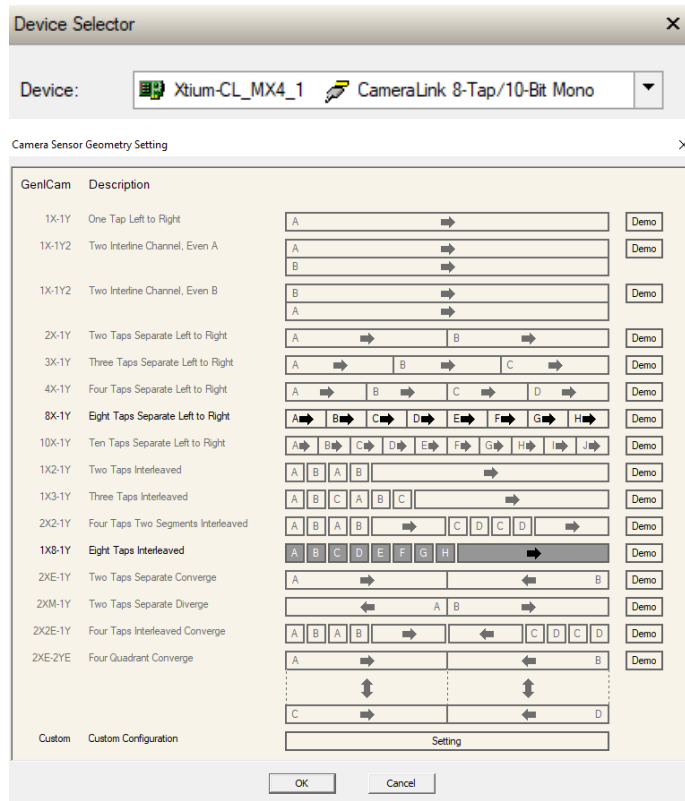 Device Selector ×
Device: Xtium-CL_MX4_1 CameraLink 8-Tap/10-Bit Mono
Camera Sensor Geometry Setting
GenICam Description
1X-1Y One Tap Left to Right A Demo
1X-1Y2 Two Interline Channel, Even A A Demo
B
1X-1Y2 Two Interline Channel, Even B B Demo
A
2X-1Y Two Taps Separate Left to Right A B Demo
3X-1Y Three Taps Separate Left to Right A B C Demo
4X-1Y Four Taps Separate Left to Right A B C D Demo
8X-1Y Eight Taps Separate Left to Right A B C D E F G H Demo
10X-1Y Ten Taps Separate Left to Right A B C D E F G H I J Demo
1X2-1Y Two Taps Interleaved A B A B Demo
1X3-1Y Three Taps Interleaved A B C A B C Demo
2X2-1Y Four Taps Two Segments Interleaved A B A B C D C D Demo
1X8-1Y Eight Taps Interleaved A B C D E F G H Demo
2XE-1Y Two Taps Separate Converge A B Demo
2XM-1Y Two Taps Separate Diverge A B Demo
2X2E-1Y Four Taps Interleaved Converge A B A B C D C D Demo
2XE-2YE Four Quadrant Converge A B Demo
C D
Custom Custom Configuration Setting
OK Cancel